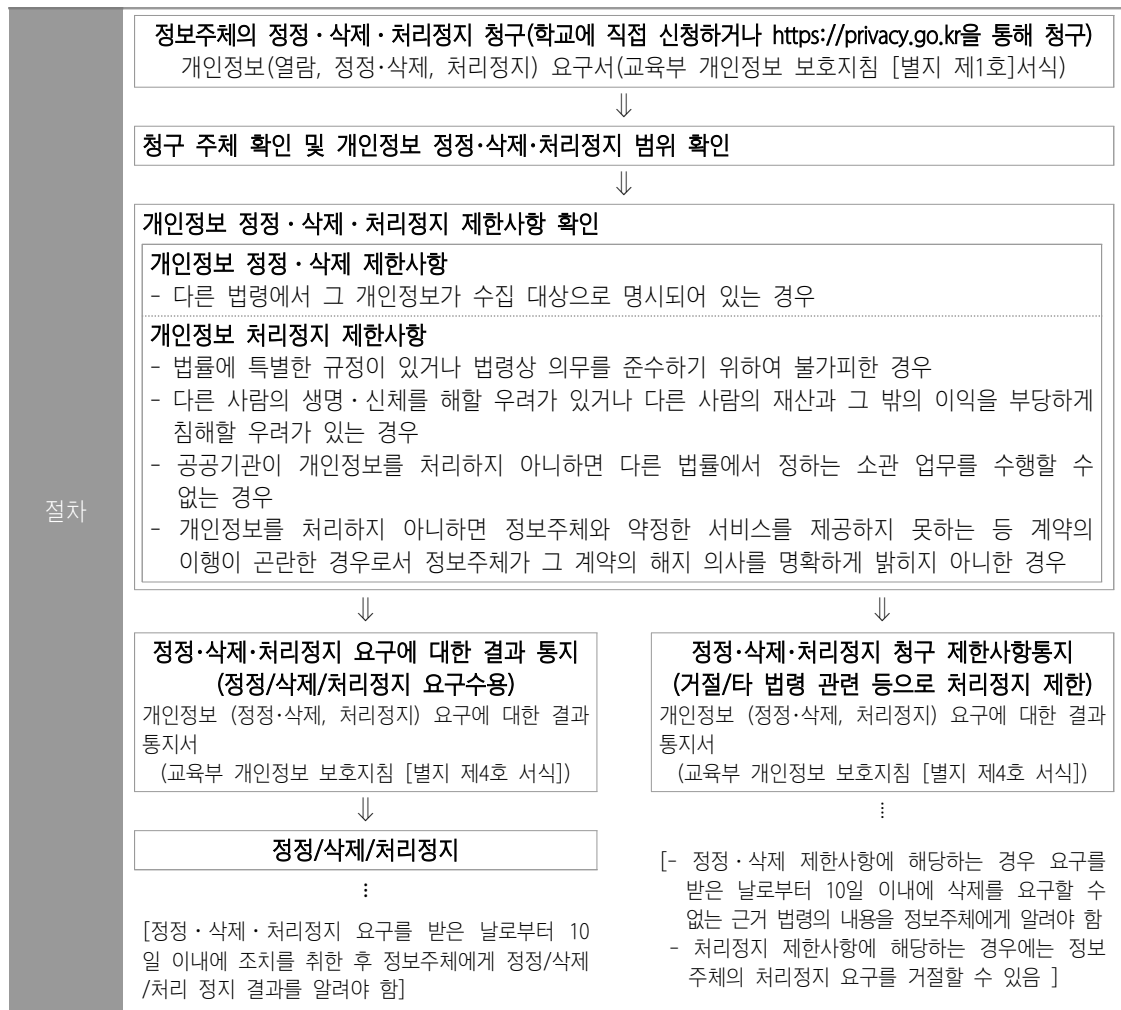 정보주체의 정정·삭제·처리정지 청구(학교에 직접 신청하거나 https://privacy.go.kr을 통해 청구)
개인정보(열람, 정정·삭제, 처리정지) 요구서(교육부 개인정보 보호지침 [별지 제1호]서식)
⇓
청구 주체 확인 및 개인정보 정정·삭제·처리정지 범위 확인
⇓
개인정보 정정·삭제·처리정지 제한사항 확인
개인정보 정정·삭제 제한사항
- 다른 법령에서 그 개인정보가 수집 대상으로 명시되어 있는 경우
개인정보 처리정지 제한사항
- 법률에 특별한 규정이 있거나 법령상 의무를 준수하기 위하여 불가피한 경우
- 다른 사람의 생명·신체를 해할 우려가 있거나 다른 사람의 재산과 그 밖의 이익을 부당하게
침해할 우려가 있는 경우
- 공공기관이 개인정보를 처리하지 아니하면 다른 법률에서 정하는 소관 업무를 수행할 수
없는 경우
- 개인정보를 처리하지 아니하면 정보주체와 약정한 서비스를 제공하지 못하는 등 계약의
이행이 곤란한 경우로서 정보주체가 그 계약의 해지 의사를 명확하게 밝히지 아니한 경우
절차
⇓
정정·삭제·처리정지 요구에 대한 결과 통지
(정정/삭제/처리정지 요구수용)
개인정보 (정정·삭제, 처리정지) 요구에 대한 결과
통지서
(교육부 개인정보 보호지침 [별지 제4호 서식])
⇓
정정/삭제/처리정지
⋮
[정정·삭제·처리정지 요구를 받은 날로부터 10
일 이내에 조치를 취한 후 정보주체에게 정정/삭제
/처리 정지 결과를 알려야 함]
⇓
정정·삭제·처리정지 청구 제한사항통지
(거절/타 법령 관련 등으로 처리정지 제한)
개인정보 (정정·삭제, 처리정지) 요구에 대한 결과
통지서
(교육부 개인정보 보호지침 [별지 제4호 서식])
⋮
[- 정정·삭제 제한사항에 해당하는 경우 요구를
받은 날로부터 10일 이내에 삭제를 요구할 수
없는 근거 법령의 내용을 정보주체에게 알려야 함
- 처리정지 제한사항에 해당하는 경우에는 정보
주체의 처리정지 요구를 거절할 수 있음 ]